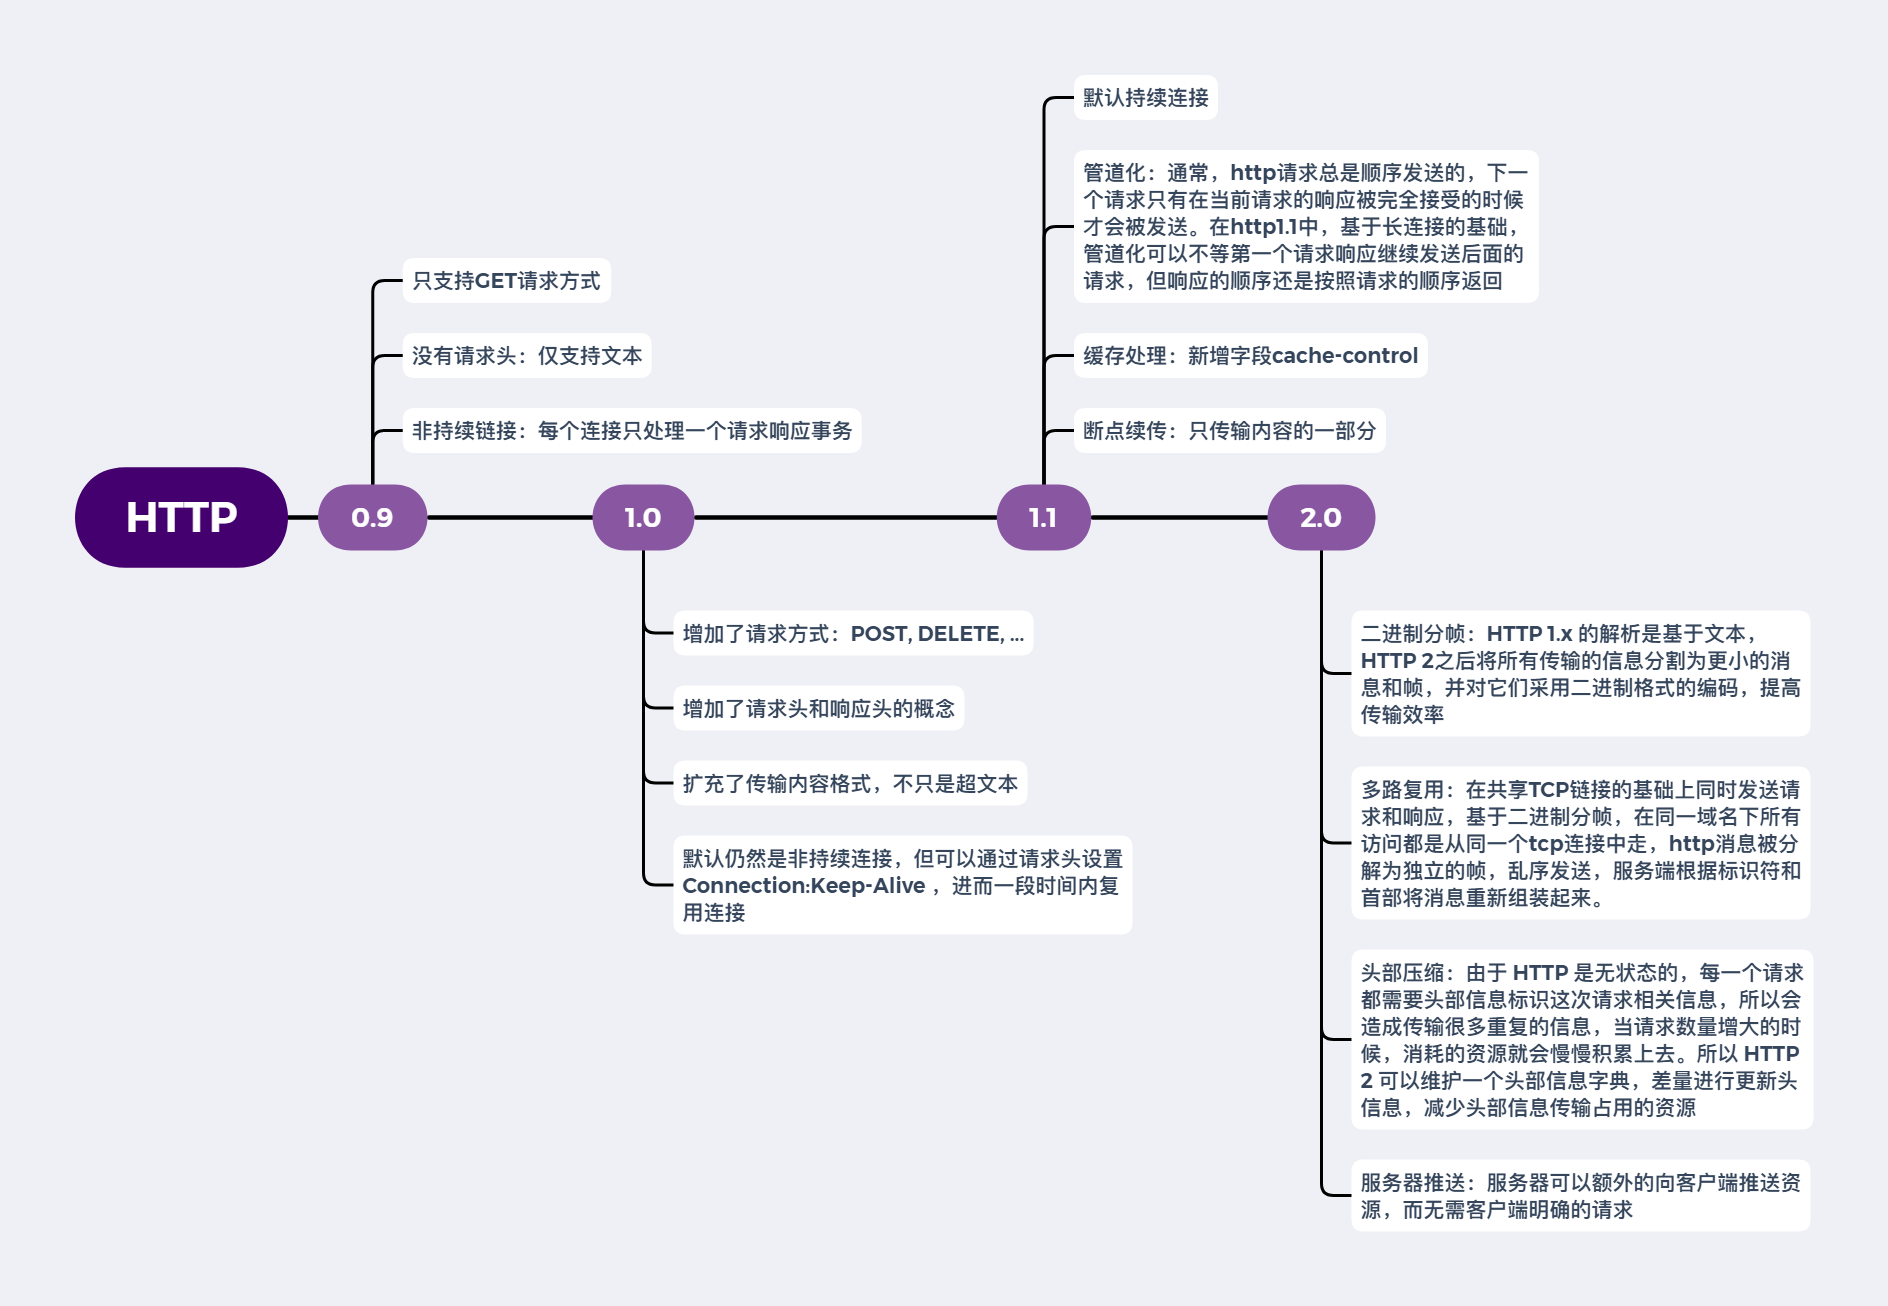 HTTP
0.9
只支持GET请求方式
没有请求头：仅支持文本
非持续链接：每个连接只处理一个请求响应事务
1.0
增加了请求方式：POST, DELETE, ...
增加了请求头和响应头的概念
扩充了传输内容格式，不只是超文本
默认仍然是非持续连接，但可以通过请求头设置
Connection:Keep-Alive ，进而一段时间内复
用连接
1.1
默认持续连接
管道化：通常，http请求总是顺序发送的，下一
个请求只有在当前请求的响应被完全接受的时候
才会被发送。在http1.1中，基于长连接的基础，
管道化可以不等第一个请求响应继续发送后面的
请求，但响应的顺序还是按照请求的顺序返回
缓存处理：新增字段cache-control
断点续传：只传输内容的一部分
2.0
二进制分帧：HTTP 1.x 的解析是基于文本，
HTTP 2之后将所有传输的信息分割为更小的消
息和帧，并对它们采用二进制格式的编码，提高
传输效率
多路复用：在共享TCP链接的基础上同时发送请
求和响应，基于二进制分帧，在同一域名下所有
访问都是从同一个tcp连接中走，http消息被分
解为独立的帧，乱序发送，服务端根据标识符和
首部将消息重新组装起来。
头部压缩：由于 HTTP 是无状态的，每一个请求
都需要头部信息标识这次请求相关信息，所以会
造成传输很多重复的信息，当请求数量增大的时
候，消耗的资源就会慢慢积累上去。所以 HTTP
2 可以维护一个头部信息字典，差量进行更新头
信息，减少头部信息传输占用的资源
服务器推送：服务器可以额外的向客户端推送资
源，而无需客户端明确的请求